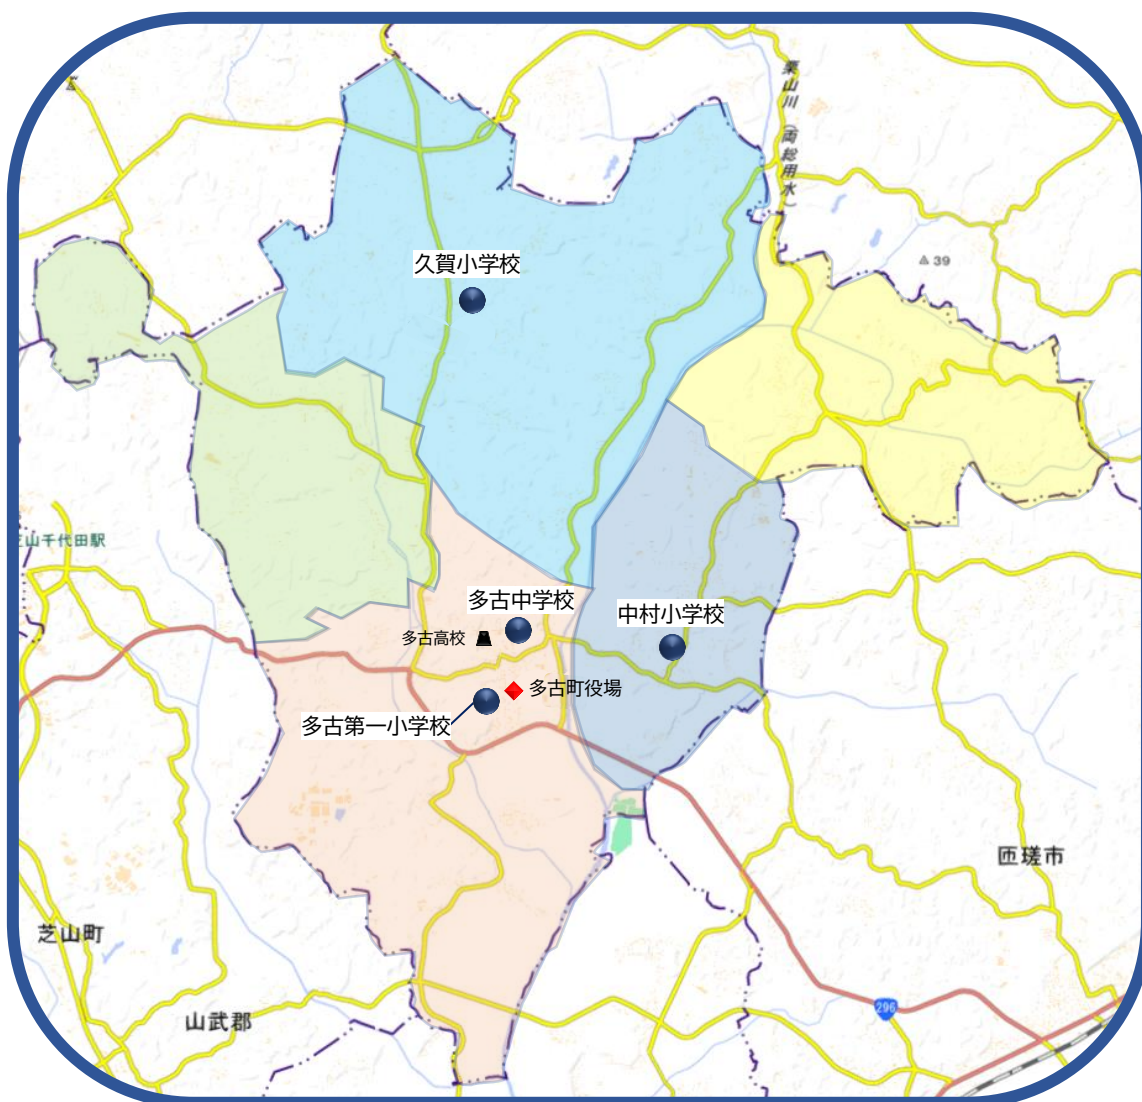 栗山川（両総用水）
久賀小学校
39
芝山千代田駅
多古中学校
中村小学校
多古高校
多古町役場
多古第一小学校
匝瑳市
芝山町
296
山武郡